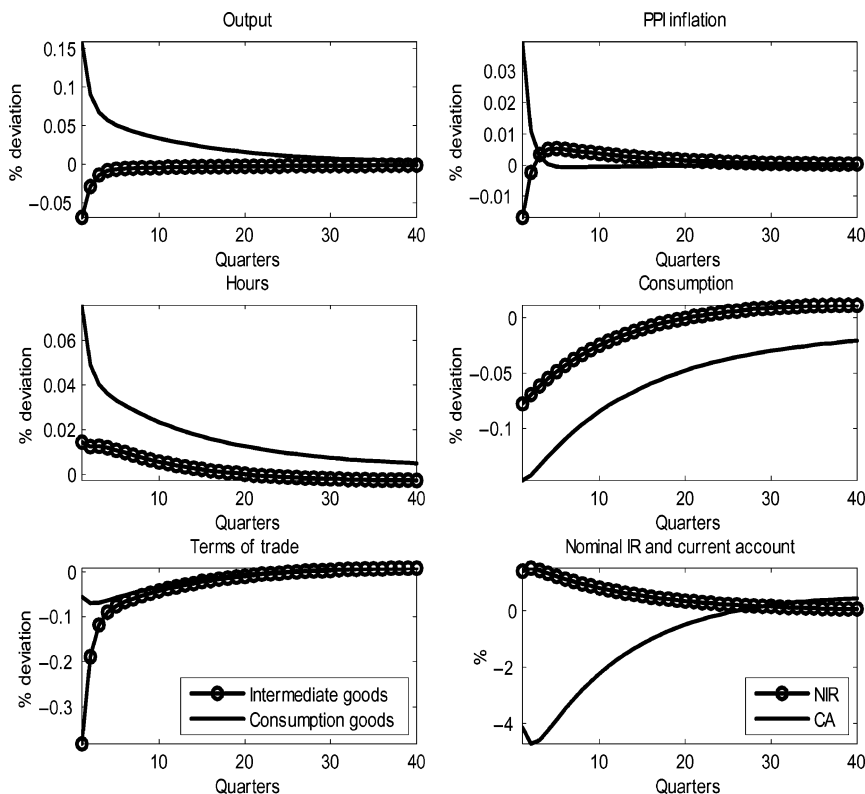 Output
% deviation
0.15
0.1
0.05
0
−0.05
10 20 30 40
Quarters
PPI inflation
% deviation
0.03
0.02
0.01
0
−0.01
10 20 30 40
Quarters
Hours
% deviation
0.06
0.04
0.02
0
10 20 30 40
Quarters
Consumption
% deviation
0
−0.05
−0.1
10 20 30 40
Quarters
Terms of trade
% deviation
0
−0.1
−0.2
−0.3
Intermediate goods
Consumption goods
10 20 30 40
Quarters
Nominal IR and current account
%
0
−2
−4
NIR
CA
10 20 30 40
Quarters